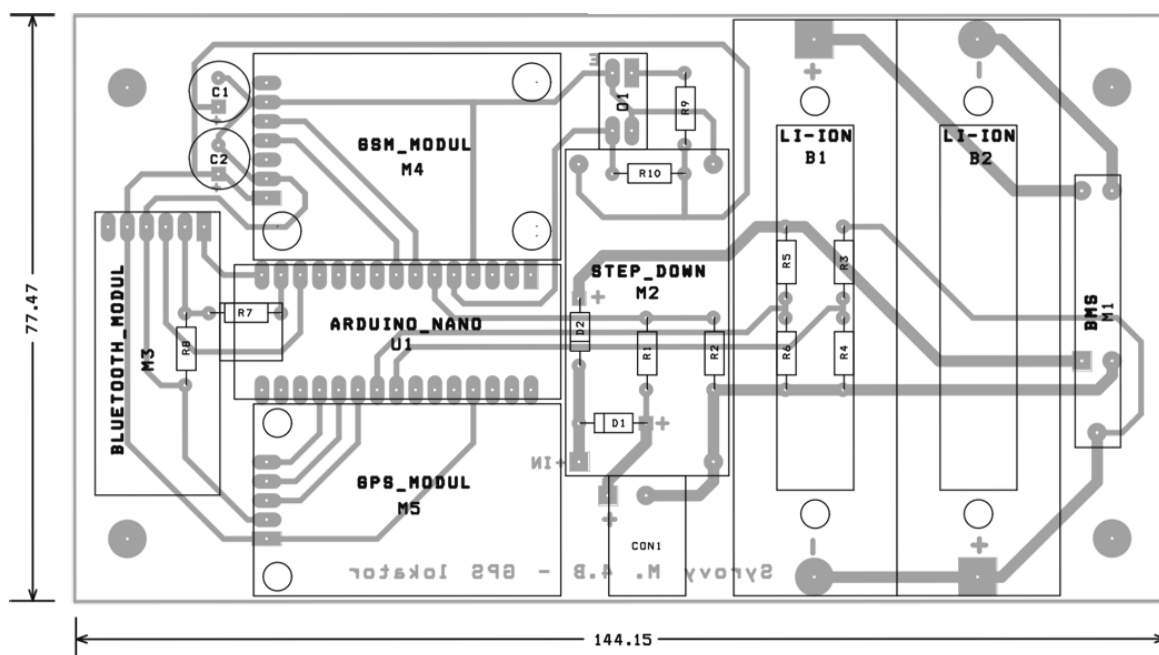 C1
+
C2
+
GSM_MODUL
M4
E
O1
R9
R10
+
−
LI-ION
B1
LI-ION
B2
BLUETOOTH_MODUL
M3
R7
R8
ARDUINO_NANO
U1
STEP_DOWN
M2
+
D2
R1
R2
R5
R3
R6
R4
BMS
M1
D1
+
+IN
GPS_MODUL
M5
+
CON1
−
+
Syrovy M. 4.B - GPS lokator
77.47
144.15